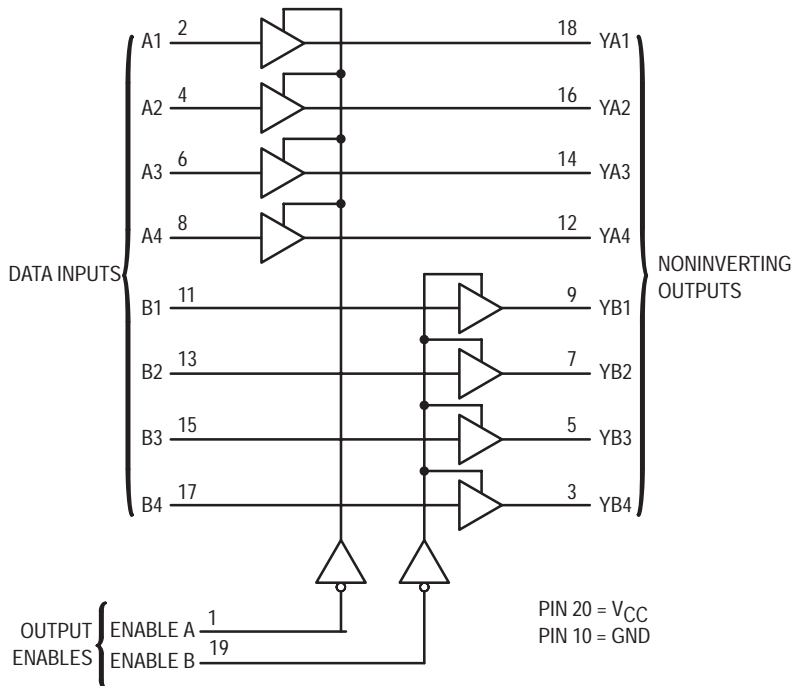 A1 2 18 YA1
A2 4 16 YA2
A3 6 14 YA3
A4 8 12 YA4
DATA INPUTS
NONINVERTING
OUTPUTS
B1 11 9 YB1
B2 13 7 YB2
B3 15 5 YB3
B4 17 3 YB4
OUTPUT
ENABLES
ENABLE A 1
ENABLE B 19
PIN 20 = VCC
PIN 10 = GND